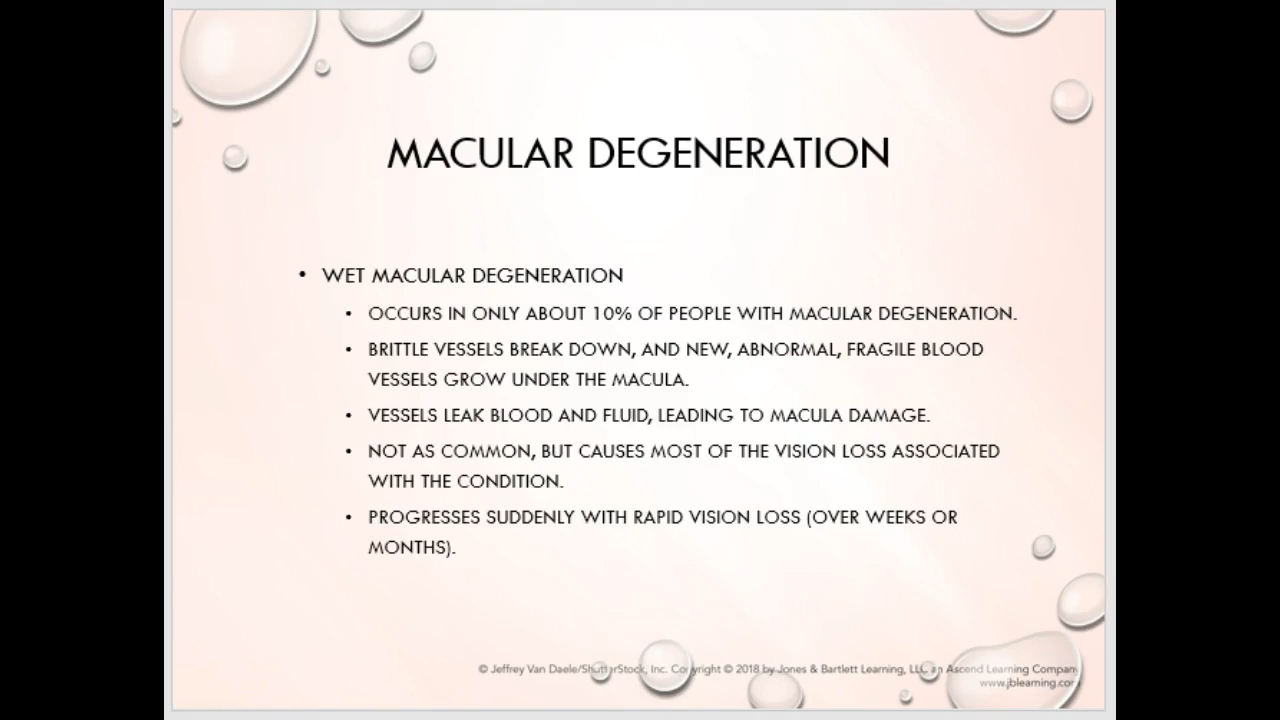 MACULAR DEGENERATION
• WET MACULAR DEGENERATION
• OCCURS IN ONLY ABOUT 10% OF PEOPLE WITH MACULAR DEGENERATION.
• BRITTLE VESSELS BREAK DOWN, AND NEW, ABNORMAL, FRAGILE BLOOD
VESSELS GROW UNDER THE MACULA.
• VESSELS LEAK BLOOD AND FLUID, LEADING TO MACULA DAMAGE.
• NOT AS COMMON, BUT CAUSES MOST OF THE VISION LOSS ASSOCIATED
WITH THE CONDITION.
• PROGRESSES SUDDENLY WITH RAPID VISION LOSS (OVER WEEKS OR
MONTHS).
© Jeffrey Van Daele/ShutterStock, Inc. Copyright © 2018 by Jones & Bartlett Learning, LLC an Ascend Learning Company
www.jblearning.com